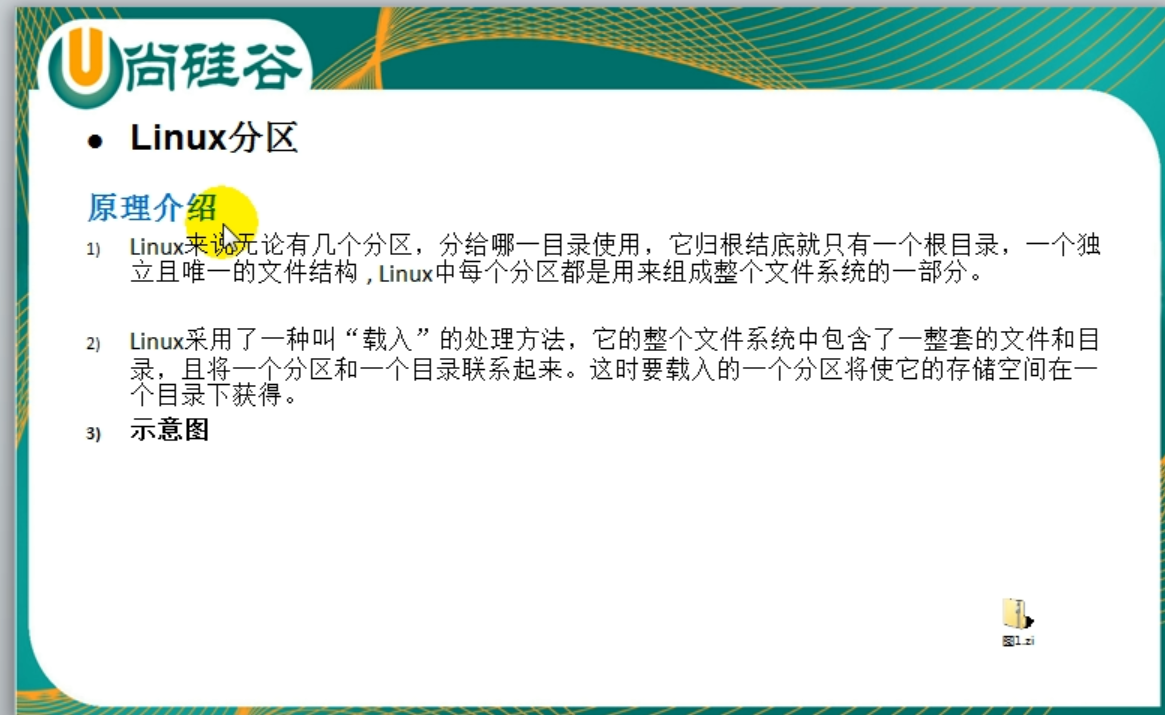 尚硅谷
● Linux分区
原理介绍
1) Linux来说无论有几个分区，分给哪一目录使用，它归根结底就只有一个根目录，一个独
立且唯一的文件结构 , Linux中每个分区都是用来组成整个文件系统的一部分。
2) Linux采用了一种叫“载入”的处理方法，它的整个文件系统中包含了一整套的文件和目
录，且将一个分区和一个目录联系起来。这时要载入的一个分区将使它的存储空间在一
个目录下获得。
3) 示意图
图1.zi